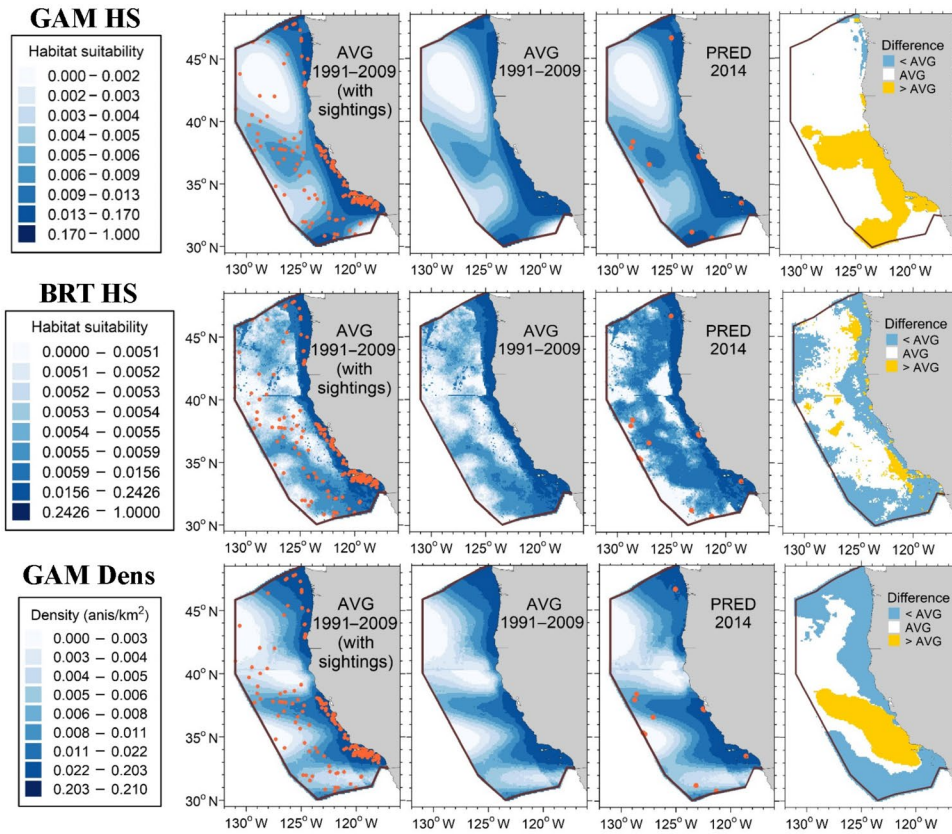 GAM HS
Habitat suitability
0.000 – 0.002
0.002 – 0.003
0.003 – 0.004
0.004 – 0.005
0.005 – 0.006
0.006 – 0.009
0.009 – 0.013
0.013 – 0.170
0.170 – 1.000
45° N
40° N
35° N
30° N
AVG
1991–2009
(with
sightings)
AVG
1991–2009
PRED
2014
Difference
< AVG
AVG
> AVG
130° W 125° W 120° W
130° W 125° W 120° W
130° W 125° W 120° W
130° W 125° W 120° W
BRT HS
Habitat suitability
0.0000 – 0.0051
0.0051 – 0.0052
0.0052 – 0.0053
0.0053 – 0.0054
0.0054 – 0.0055
0.0055 – 0.0059
0.0059 – 0.0156
0.0156 – 0.2426
0.2426 – 1.0000
45° N
40° N
35° N
30° N
AVG
1991–2009
(with
sightings)
AVG
1991–2009
PRED
2014
Difference
< AVG
AVG
> AVG
130° W 125° W 120° W
130° W 125° W 120° W
130° W 125° W 120° W
130° W 125° W 120° W
GAM Dens
Density (anis/km²)
0.000 – 0.003
0.003 – 0.004
0.004 – 0.005
0.005 – 0.006
0.006 – 0.008
0.008 – 0.011
0.011 – 0.022
0.022 – 0.203
0.203 – 0.210
45° N
40° N
35° N
30° N
AVG
1991–2009
(with
sightings)
AVG
1991–2009
PRED
2014
Difference
< AVG
AVG
> AVG
130° W 125° W 120° W
130° W 125° W 120° W
130° W 125° W 120° W
130° W 125° W 120° W